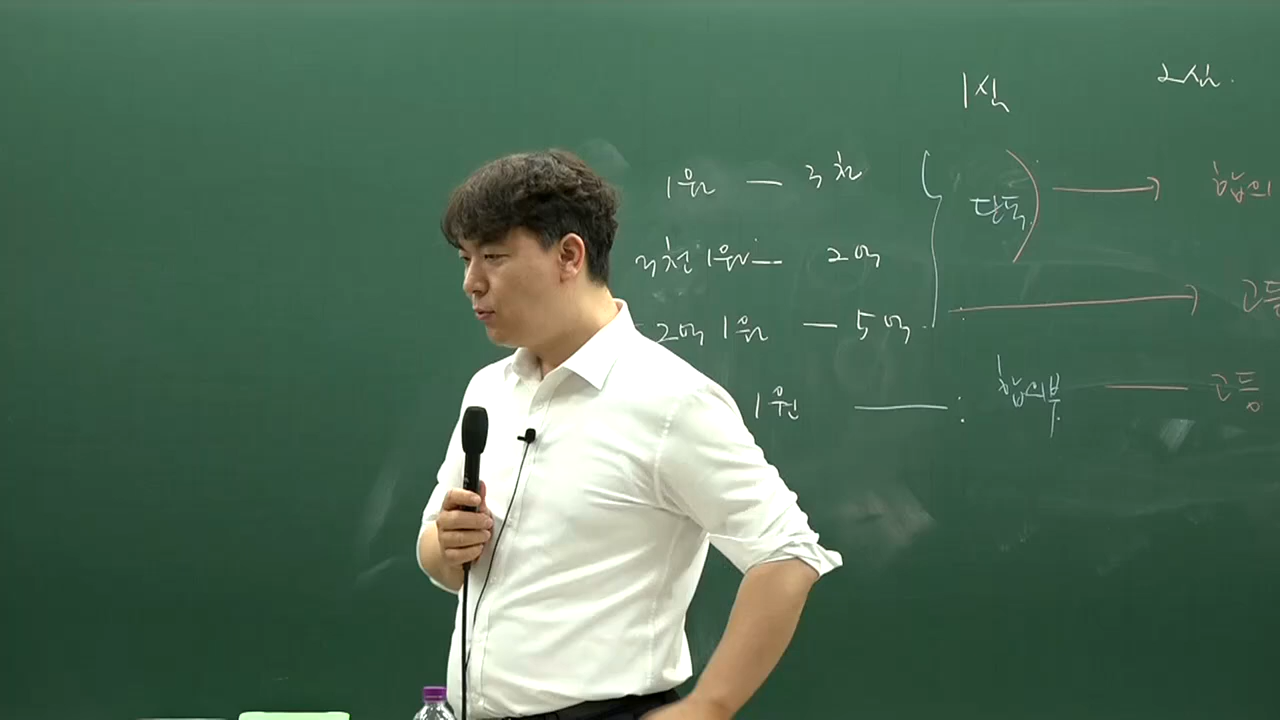 1심 2심.
1원 — 3천 단독 → 합의
3천 1원 — 2억
2억 1원 — 5억 → 고등
1원 — : 합의부 — 고등